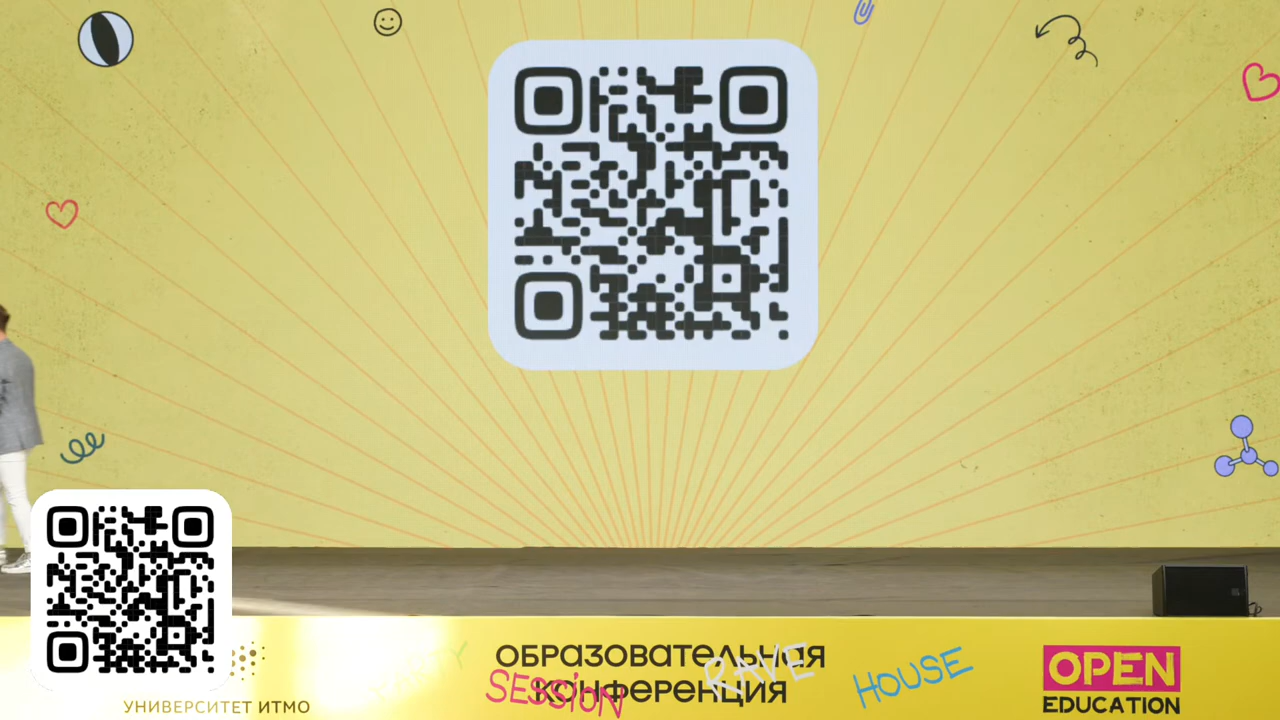 ОБРАЗОВАТЕЛЬНАЯ
КОНФЕРЕНЦИЯ
SESSION
RAVE
HOUSE
OPEN
EDUCATION
УНИВЕРСИТЕТ ИТМО